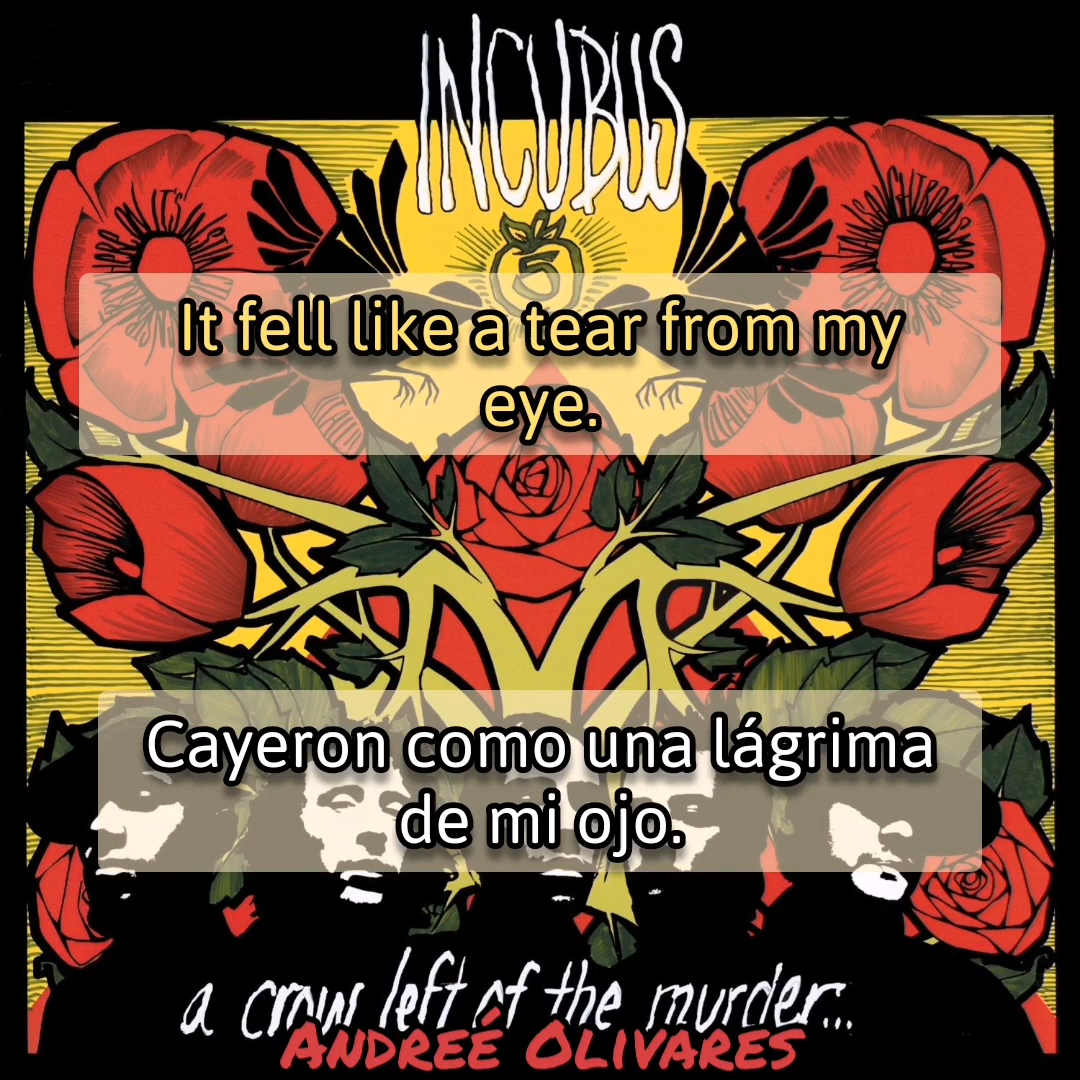 INCUBUS
5
It fell like a tear from my
eye.
Cayeron como una lágrima
de mi ojo.
a crow left of the murder...
ANDREÉ OLIVARES